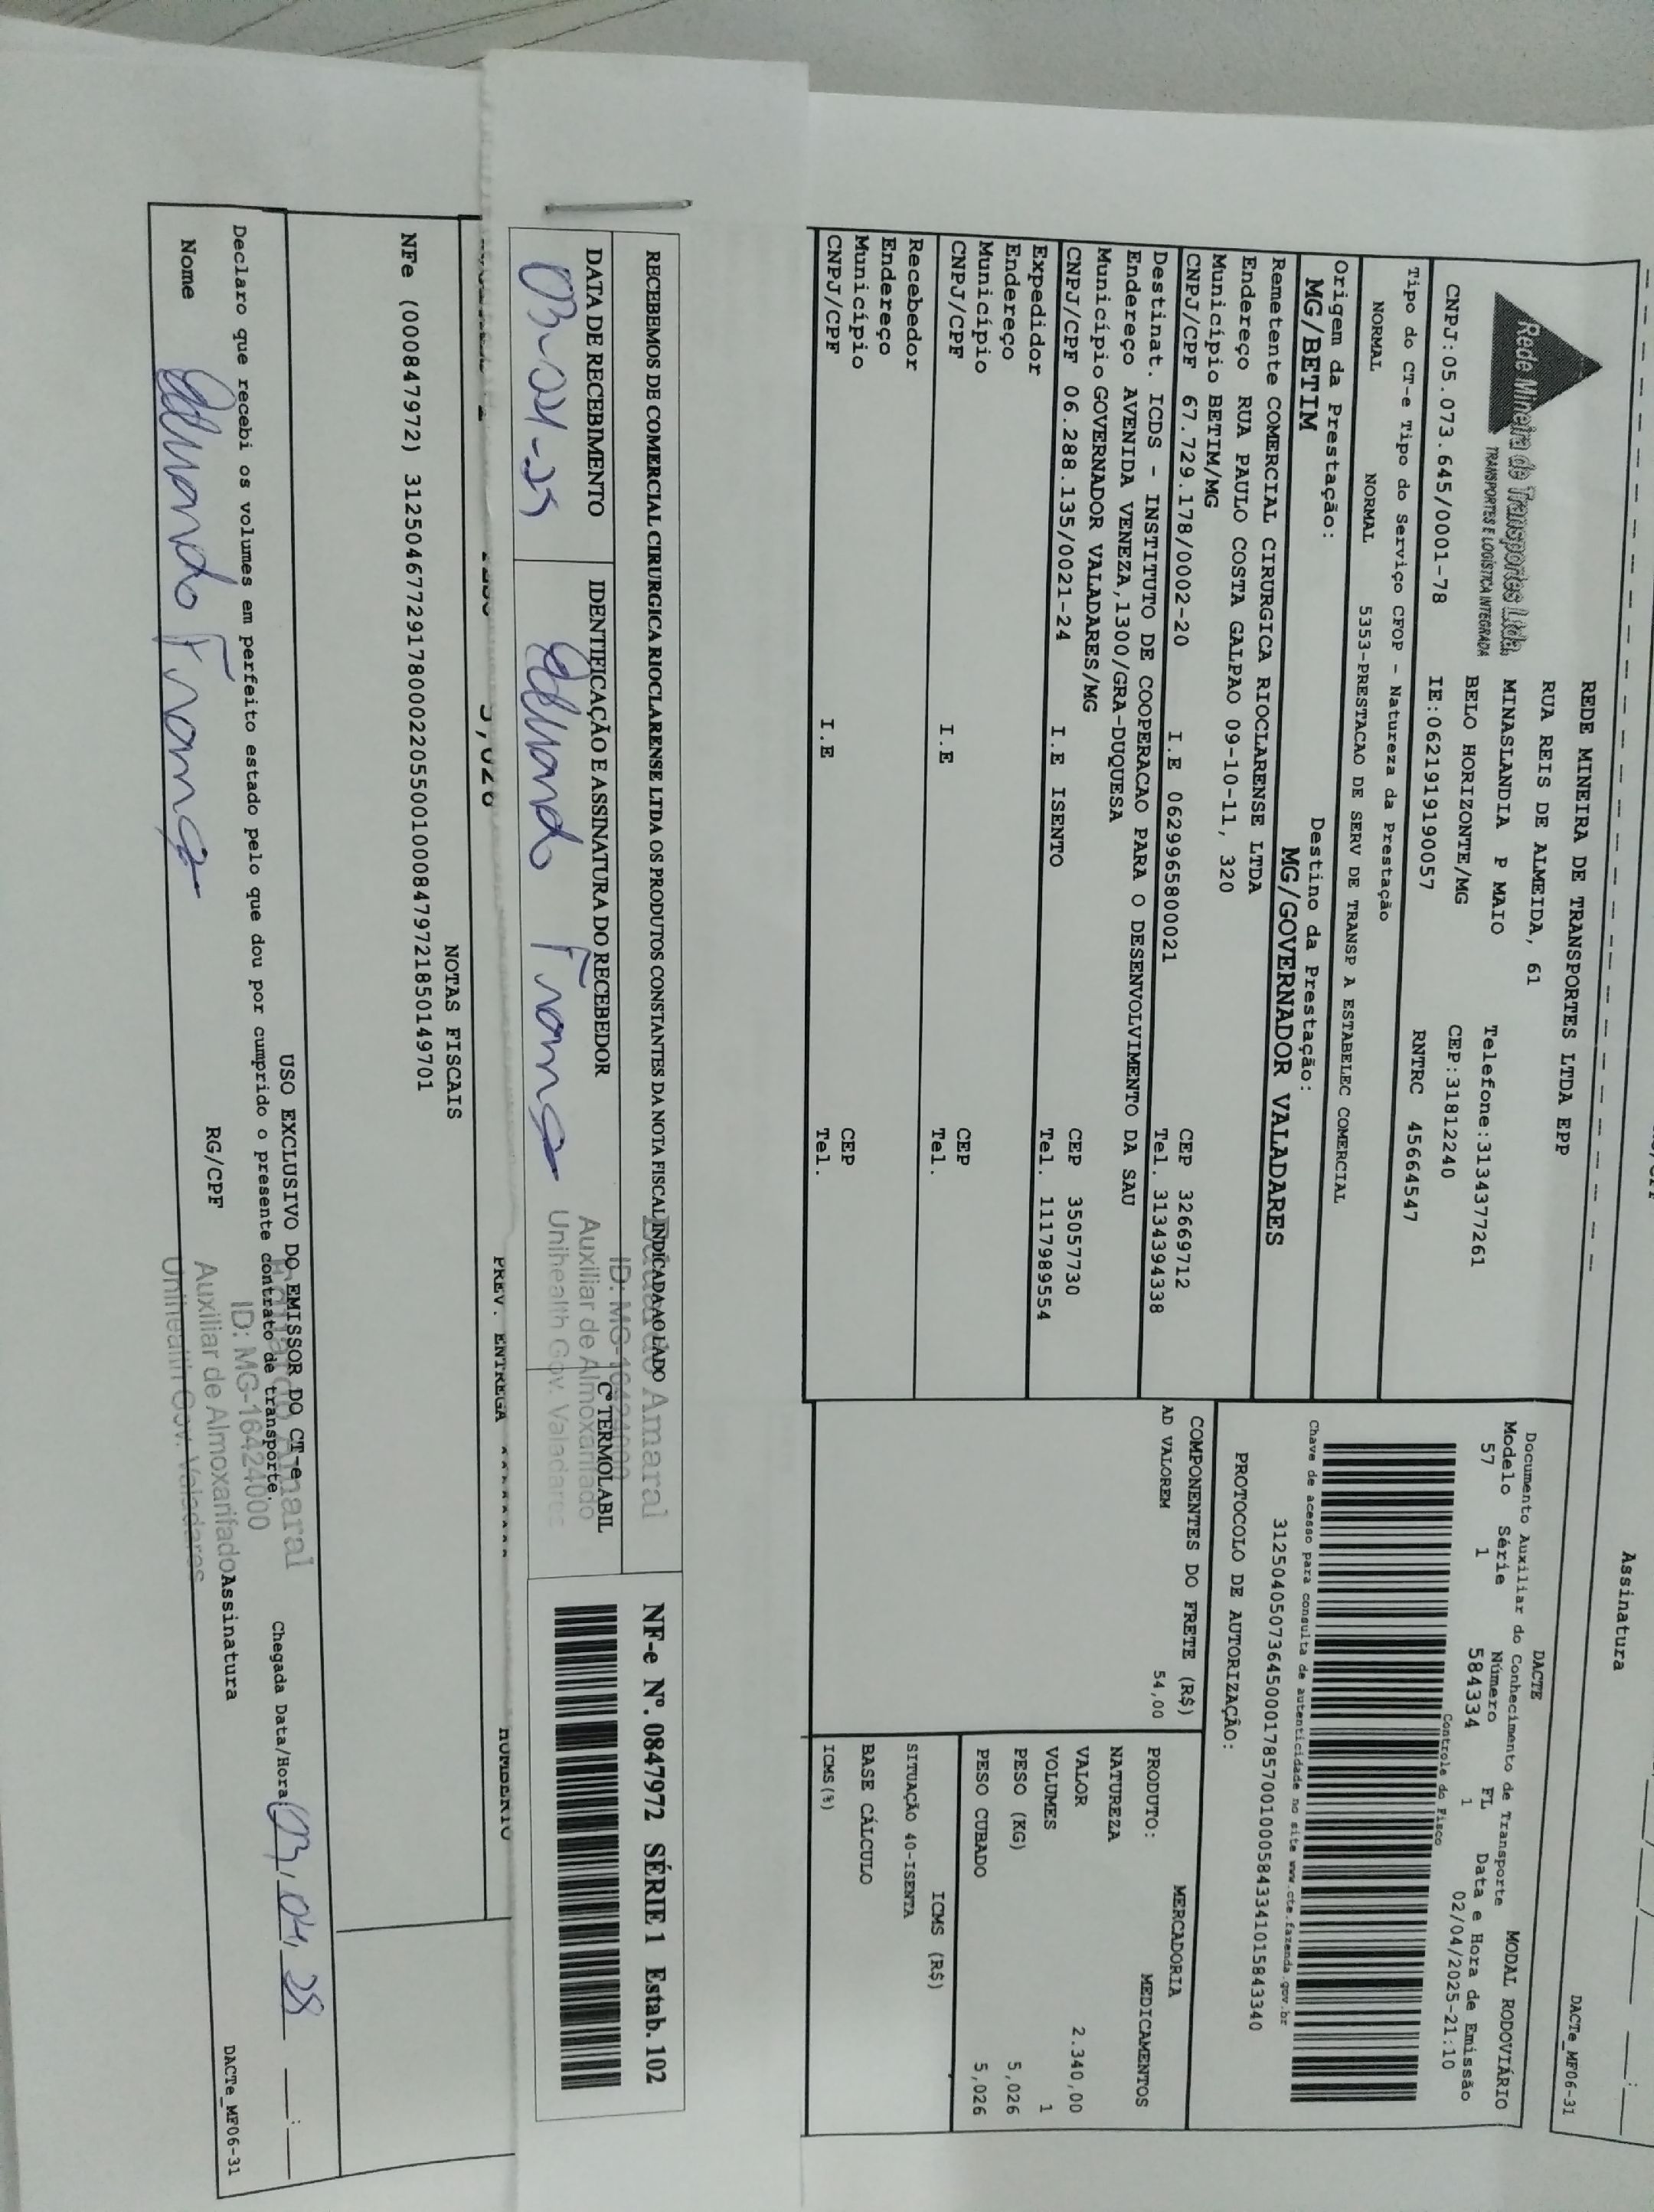 Assinatura
DACTe_MF06-31
Rede Mineira de Transportes Ltda.
TRANSPORTES E LOGÍSTICA INTEGRADA
REDE MINEIRA DE TRANSPORTES LTDA EPP
RUA REIS DE ALMEIDA, 61
MINASLANDIA P MAIO Telefone:3134377261
BELO HORIZONTE/MG CEP:31812240
CNPJ:05.073.645/0001-78 IE:0621919190057 RNTRC 45664547
Tipo do CT-e Tipo do Serviço CFOP - Natureza da Prestação
NORMAL NORMAL 5353-PRESTACAO DE SERV DE TRANSP A ESTABELEC COMERCIAL
Origem da Prestação: Destino da Prestação:
MG/BETIM MG/GOVERNADOR VALADARES
DACTE MODAL RODOVIÁRIO
Documento Auxiliar do Conhecimento de Transporte
Modelo Série Número FL Data e Hora de Emissão
57 1 584334 1 02/04/2025-21:10
Controle do Fisco
Chave de acesso para consulta de autenticidade no site www.cte.fazenda.gov.br
31250405073645000178570010005843341015843340
PROTOCOLO DE AUTORIZAÇÃO:
Remetente COMERCIAL CIRURGICA RIOCLARENSE LTDA
Endereço RUA PAULO COSTA GALPAO 09-10-11, 320
Município BETIM/MG CEP 32669712
CNPJ/CPF 67.729.178/0002-20 I.E 0629965800021 Tel. 3134394338
Destinat. ICDS - INSTITUTO DE COOPERACAO PARA O DESENVOLVIMENTO DA SAU
Endereço AVENIDA VENEZA,1300/GRA-DUQUESA
Município GOVERNADOR VALADARES/MG CEP 35057730
CNPJ/CPF 06.288.135/0021-24 I.E ISENTO Tel. 1117989554
Expedidor
Endereço
Município CEP
CNPJ/CPF I.E Tel.
Recebedor
Endereço
Município CEP
CNPJ/CPF I.E Tel.
COMPONENTES DO FRETE (R$)
AD VALOREM 54,00
MERCADORIA
PRODUTO: MEDICAMENTOS
NATUREZA
VALOR 2.340,00
VOLUMES 1
PESO (KG) 5,026
PESO CUBADO 5,026
ICMS (R$)
SITUAÇÃO 40-ISENTA
BASE CÁLCULO
ICMS(%)
RECEBEMOS DE COMERCIAL CIRURGICA RIOCLARENSE LTDA OS PRODUTOS CONSTANTES DA NOTA FISCAL INDICADA AO LADO
DATA DE RECEBIMENTO IDENTIFICAÇÃO E ASSINATURA DO RECEBEDOR Cº TERMOLABIL
03-04-25
Amaral
Auxiliar de Almoxarifado
Unihealth Gov. Valadares
NF-e Nº. 0847972 SÉRIE 1 Estab. 102
PREV. ENTREGA
NOTAS FISCAIS
NFe (000847972) 31250467729178000220550010008479721850149701
USO EXCLUSIVO DO EMISSOR DO CT-e
Declaro que recebi os volumes em perfeito estado pelo que dou por cumprido o presente contrato de transporte.
Chegada Data/Hora 03,04,25
Nome RG/CPF Assinatura
Amaral
ID: MG-16424000
Auxiliar de Almoxarifado
Unihealth Gov. Valadares
DACTe_MF06-31